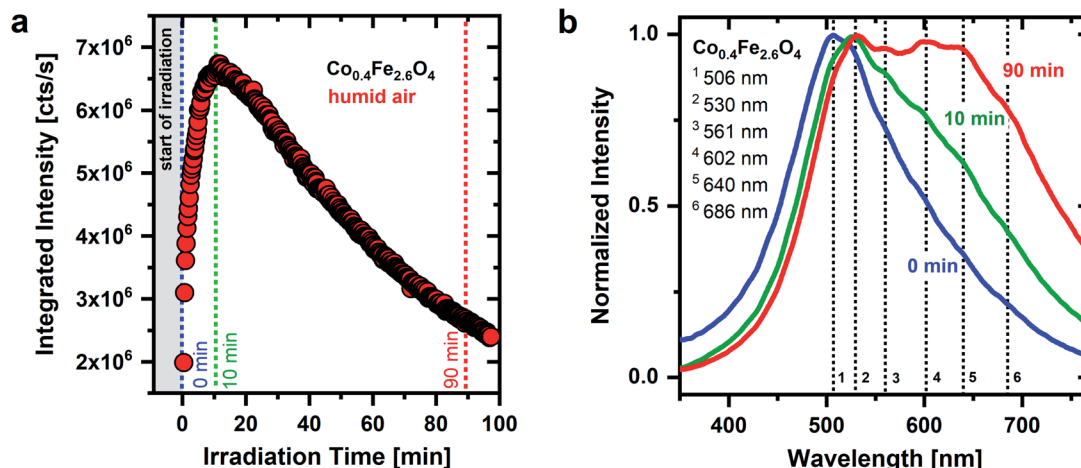 a
Integrated Intensity [cts/s]
7x10⁶
6x10⁶
5x10⁶
4x10⁶
3x10⁶
2x10⁶
start of irradiation
Co₀.₄Fe₂.₆O₄
humid air
0 min
10 min
90 min
0
20
40
60
80
100
Irradiation Time [min]
b
Normalized Intensity
1.0
0.5
0.0
Co₀.₄Fe₂.₆O₄
¹ 506 nm
² 530 nm
³ 561 nm
⁴ 602 nm
⁵ 640 nm
⁶ 686 nm
90 min
10 min
0 min
1
2
3
4
5
6
400
500
600
700
Wavelength [nm]